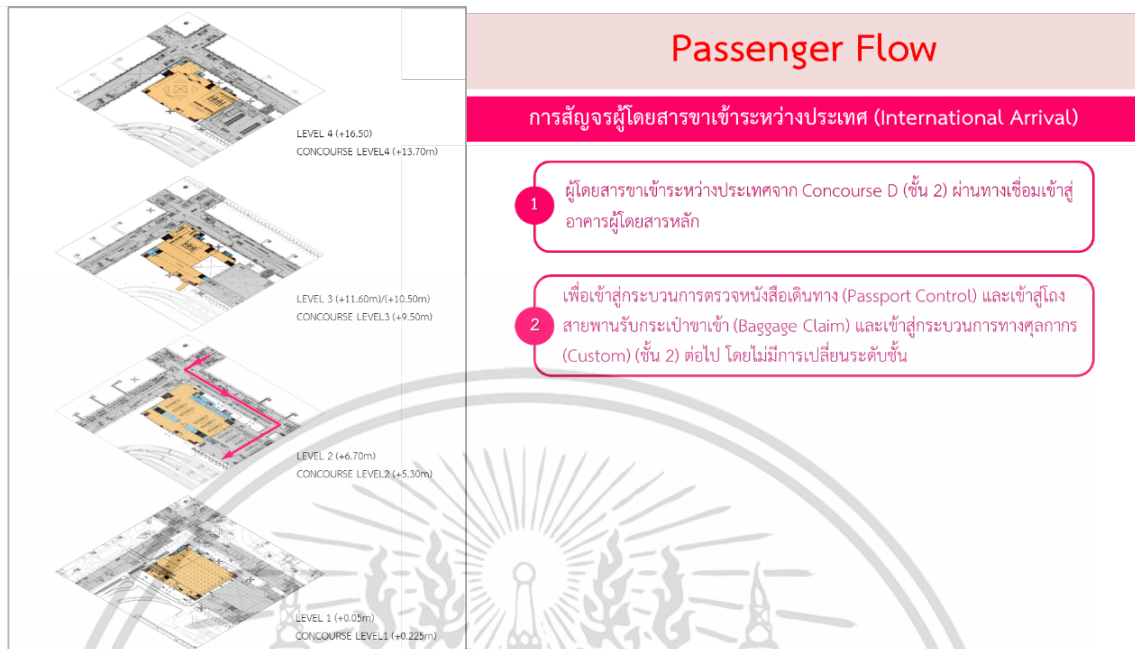 Passenger Flow
การสัญจรผู้โดยสารขาเข้าระหว่างประเทศ (International Arrival)
LEVEL 4 (+16.50)
CONCOURSE LEVEL4 (+13.70m)
1
ผู้โดยสารขาเข้าระหว่างประเทศจาก Concourse D (ชั้น 2) ผ่านทางเชื่อมเข้าสู่
อาคารผู้โดยสารหลัก
LEVEL 3 (+11.60m)/(+10.50m)
CONCOURSE LEVEL3 (+9.50m)
2
เพื่อเข้าสู่กระบวนการตรวจหนังสือเดินทาง (Passport Control) และเข้าสู่โถง
สายพานรับกระเป๋าขาเข้า (Baggage Claim) และเข้าสู่กระบวนการทางศุลกากร
(Custom) (ชั้น 2) ต่อไป โดยไม่มีการเปลี่ยนระดับชั้น
LEVEL 2 (+6.70m)
CONCOURSE LEVEL2 (+5.30m)
LEVEL 1 (+0.05m)
CONCOURSE LEVEL1 (+0.225m)